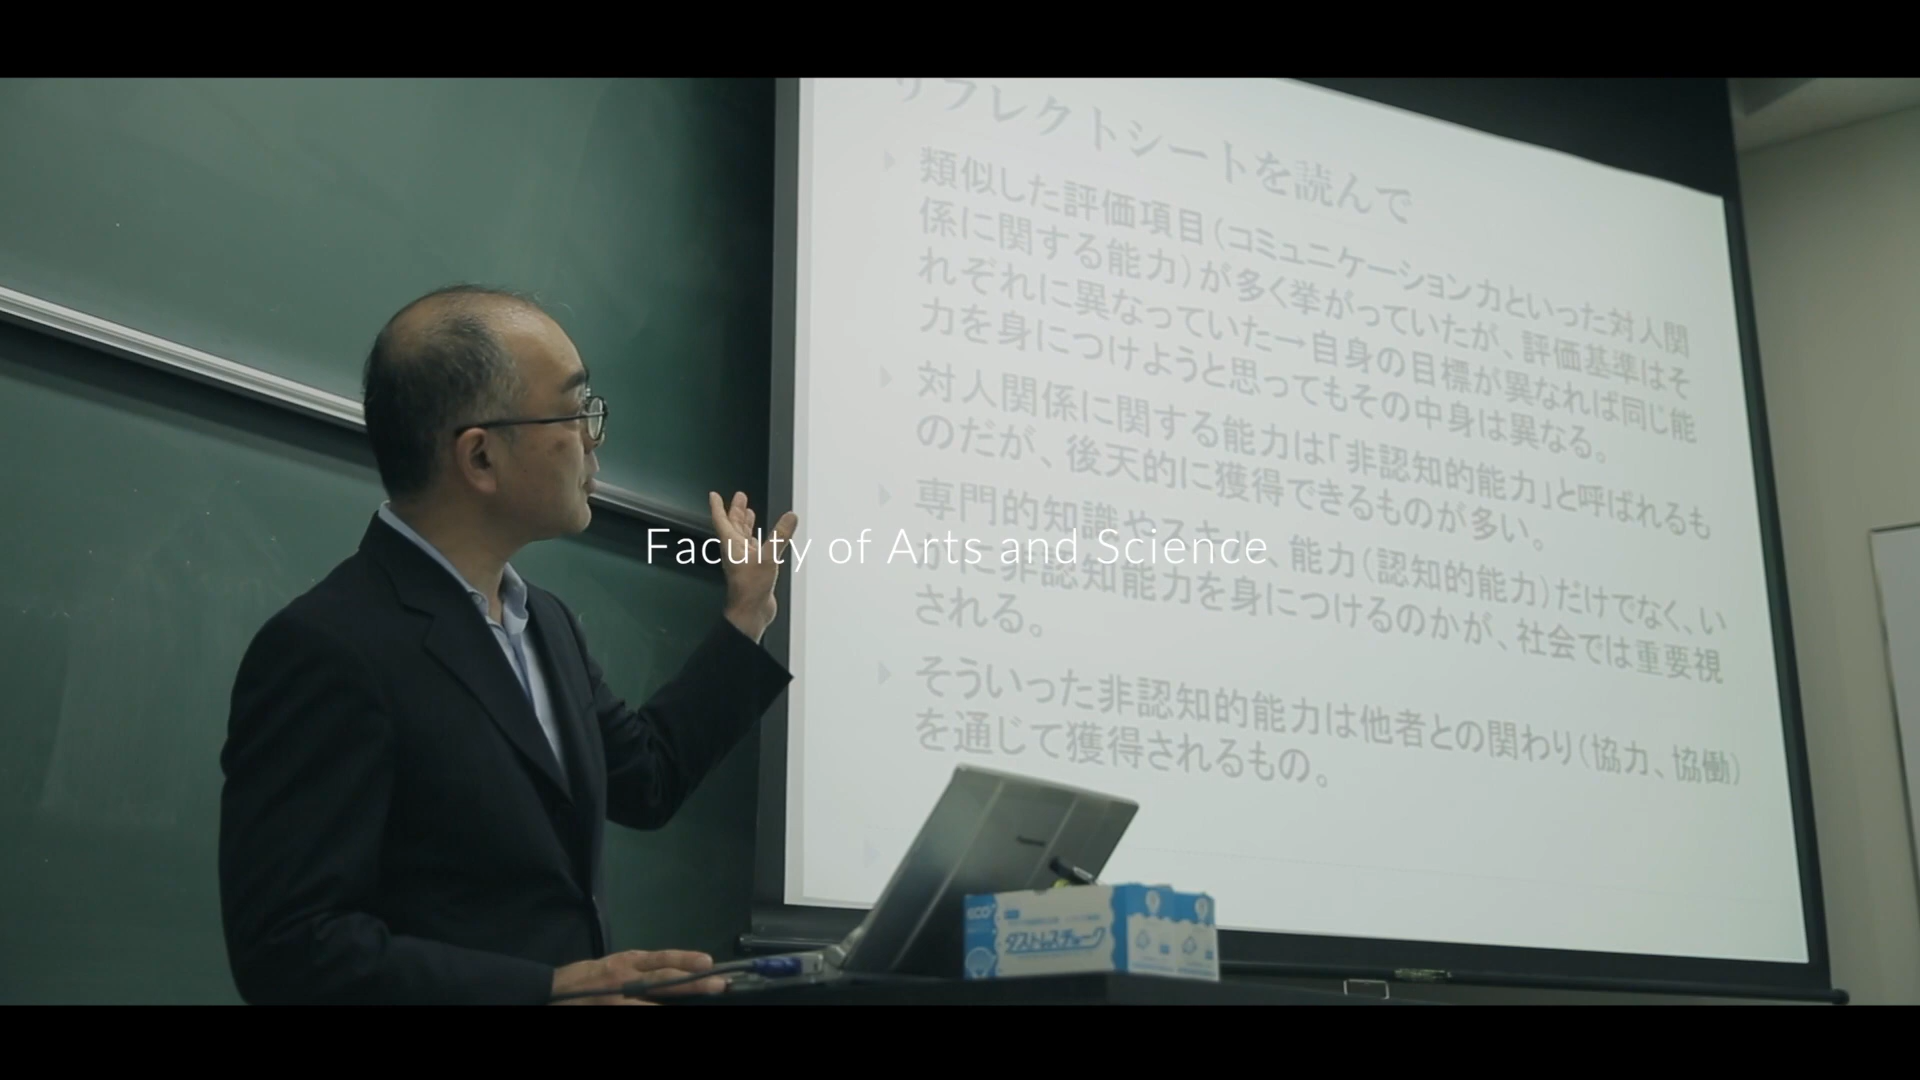 リフレクトシートを読んで
類似した評価項目(コミュニケーション力といった対人関
係に関する能力)が多く挙がっていたが、評価基準はそ
れぞれに異なっていた→自身の目標が異なれば同じ能
力を身につけようと思ってもその中身は異なる。
対人関係に関する能力は「非認知的能力」と呼ばれるも
のだが、後天的に獲得できるものが多い。
専門的知識やスキル、能力(認知的能力)だけでなく、い
かに非認知能力を身につけるのかが、社会では重要視
される。
そういった非認知的能力は他者との関わり(協力、協働)
を通じて獲得されるもの。
Faculty of Arts and Science
eco
ダストレスチョーク